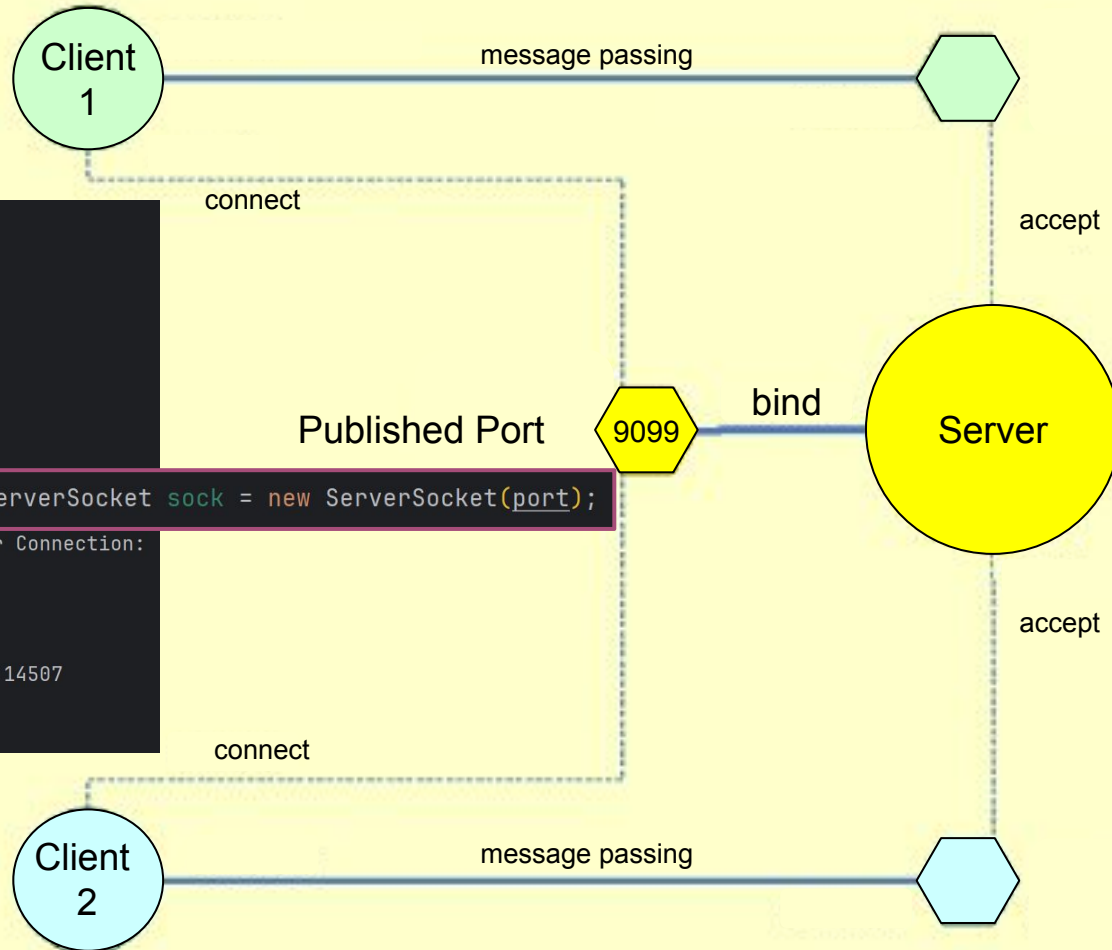 Client
1
message passing
connect
accept
Published Port
9099
bind
Server
erverSocket sock = new ServerSocket(port);
Connection:
accept
14507
connect
Client
2
message passing